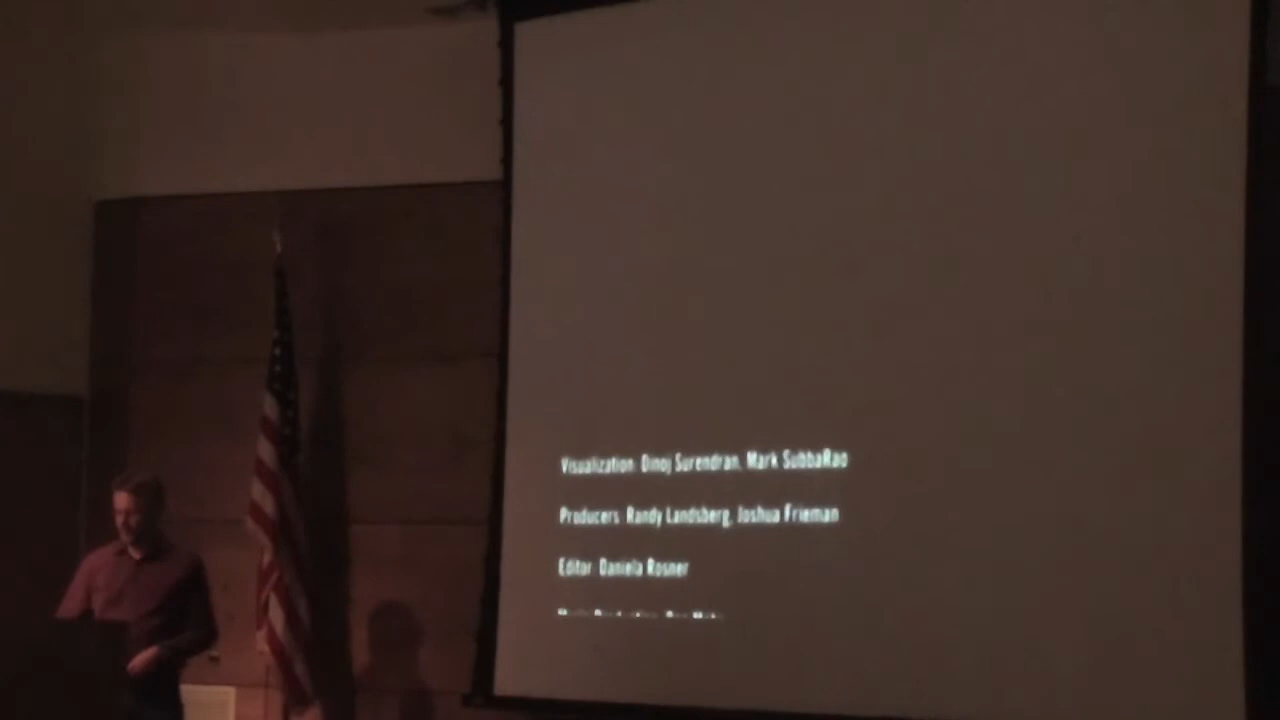 Visualization: Dinoj Surendran, Mark SubbaRao
Producers: Randy Landsberg, Joshua Frieman
Editor: Daniela Rosner